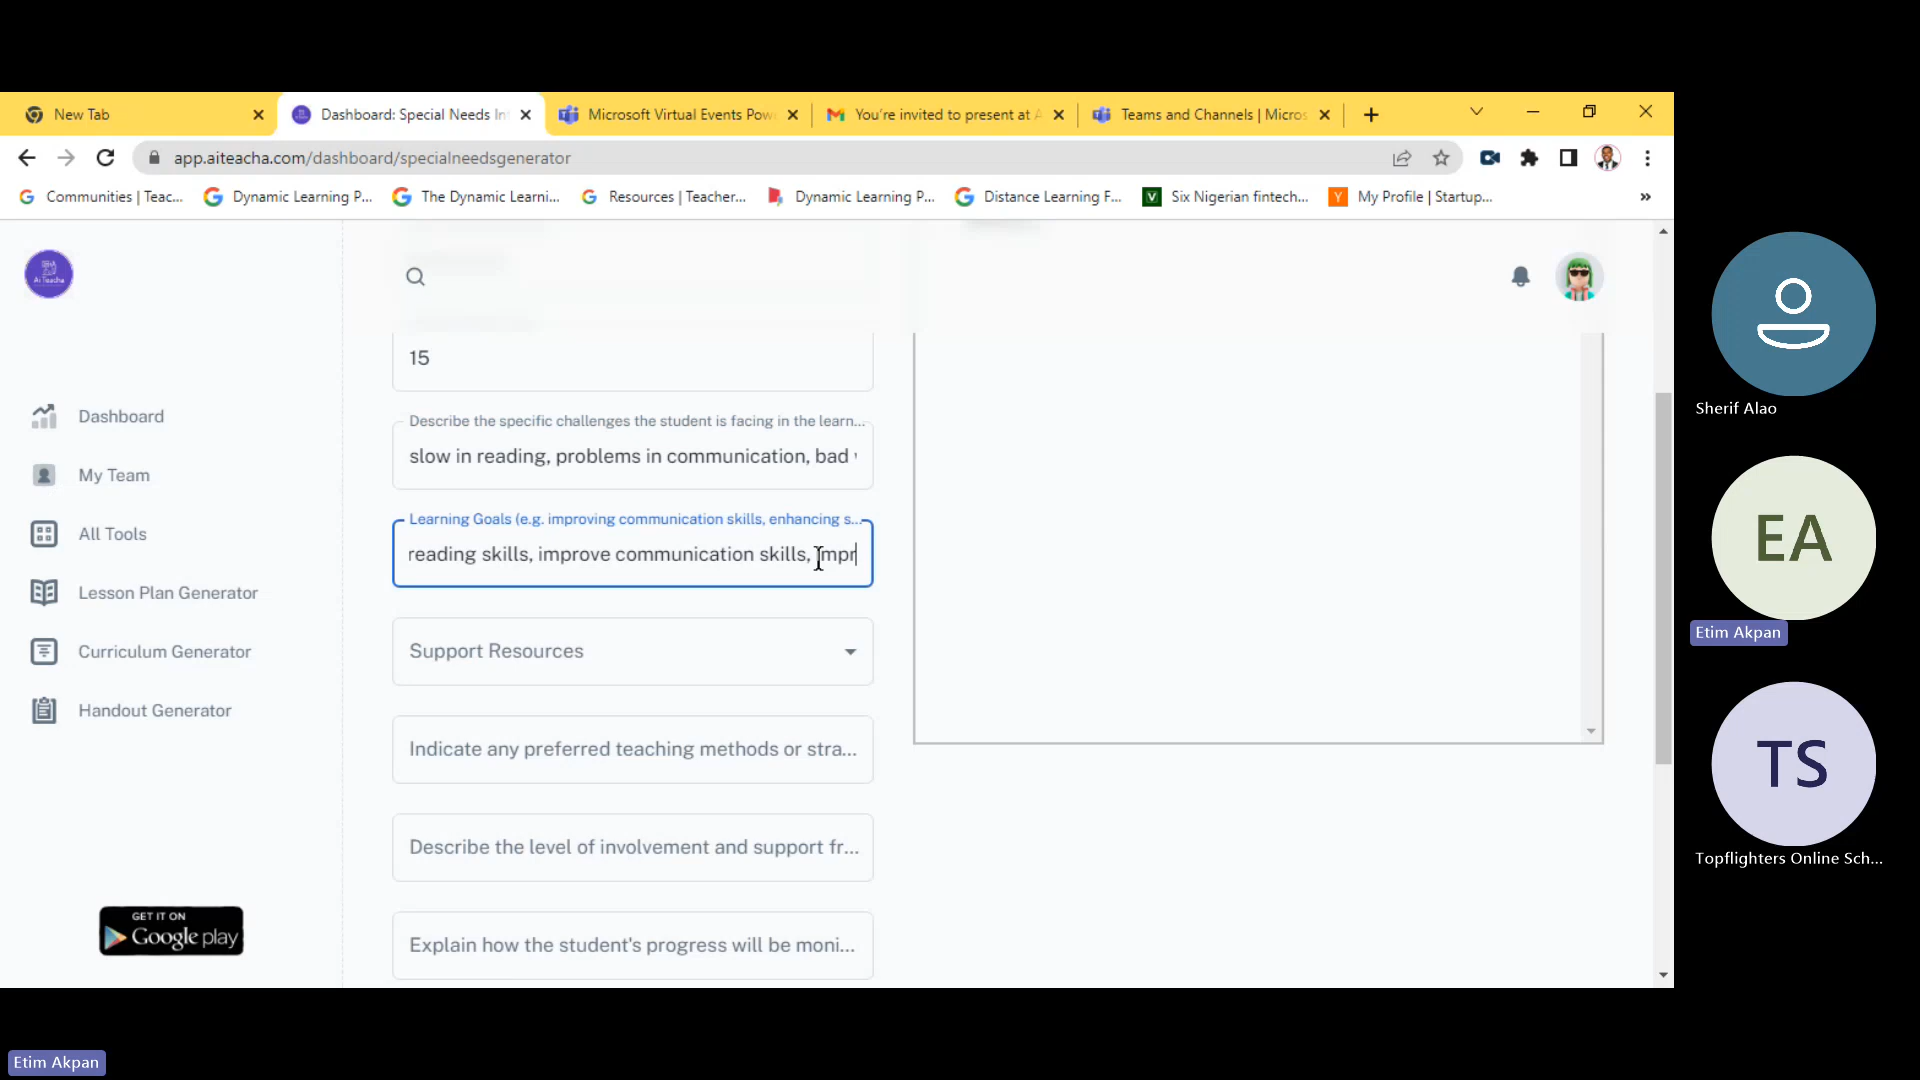 New Tab
Dashboard: Special Needs In
Microsoft Virtual Events Pow
You're invited to present at A
Teams and Channels | Micros
app.aiteacha.com/dashboard/specialneedsgenerator
Communities | Teac...
Dynamic Learning P...
The Dynamic Learni...
Resources | Teacher...
Dynamic Learning P...
Distance Learning F...
Six Nigerian fintech...
My Profile | Startup...
»
Ai Teacha
Dashboard
My Team
All Tools
Lesson Plan Generator
Curriculum Generator
Handout Generator
GET IT ON
Google play
15
Describe the specific challenges the student is facing in the learn...
slow in reading, problems in communication, bad
Learning Goals (e.g. improving communication skills, enhancing s...
reading skills, improve communication skills, impr
Support Resources
Indicate any preferred teaching methods or stra...
Describe the level of involvement and support fr...
Explain how the student's progress will be moni...
Sherif Alao
EA
Etim Akpan
TS
Topflighters Online Sch...
Etim Akpan